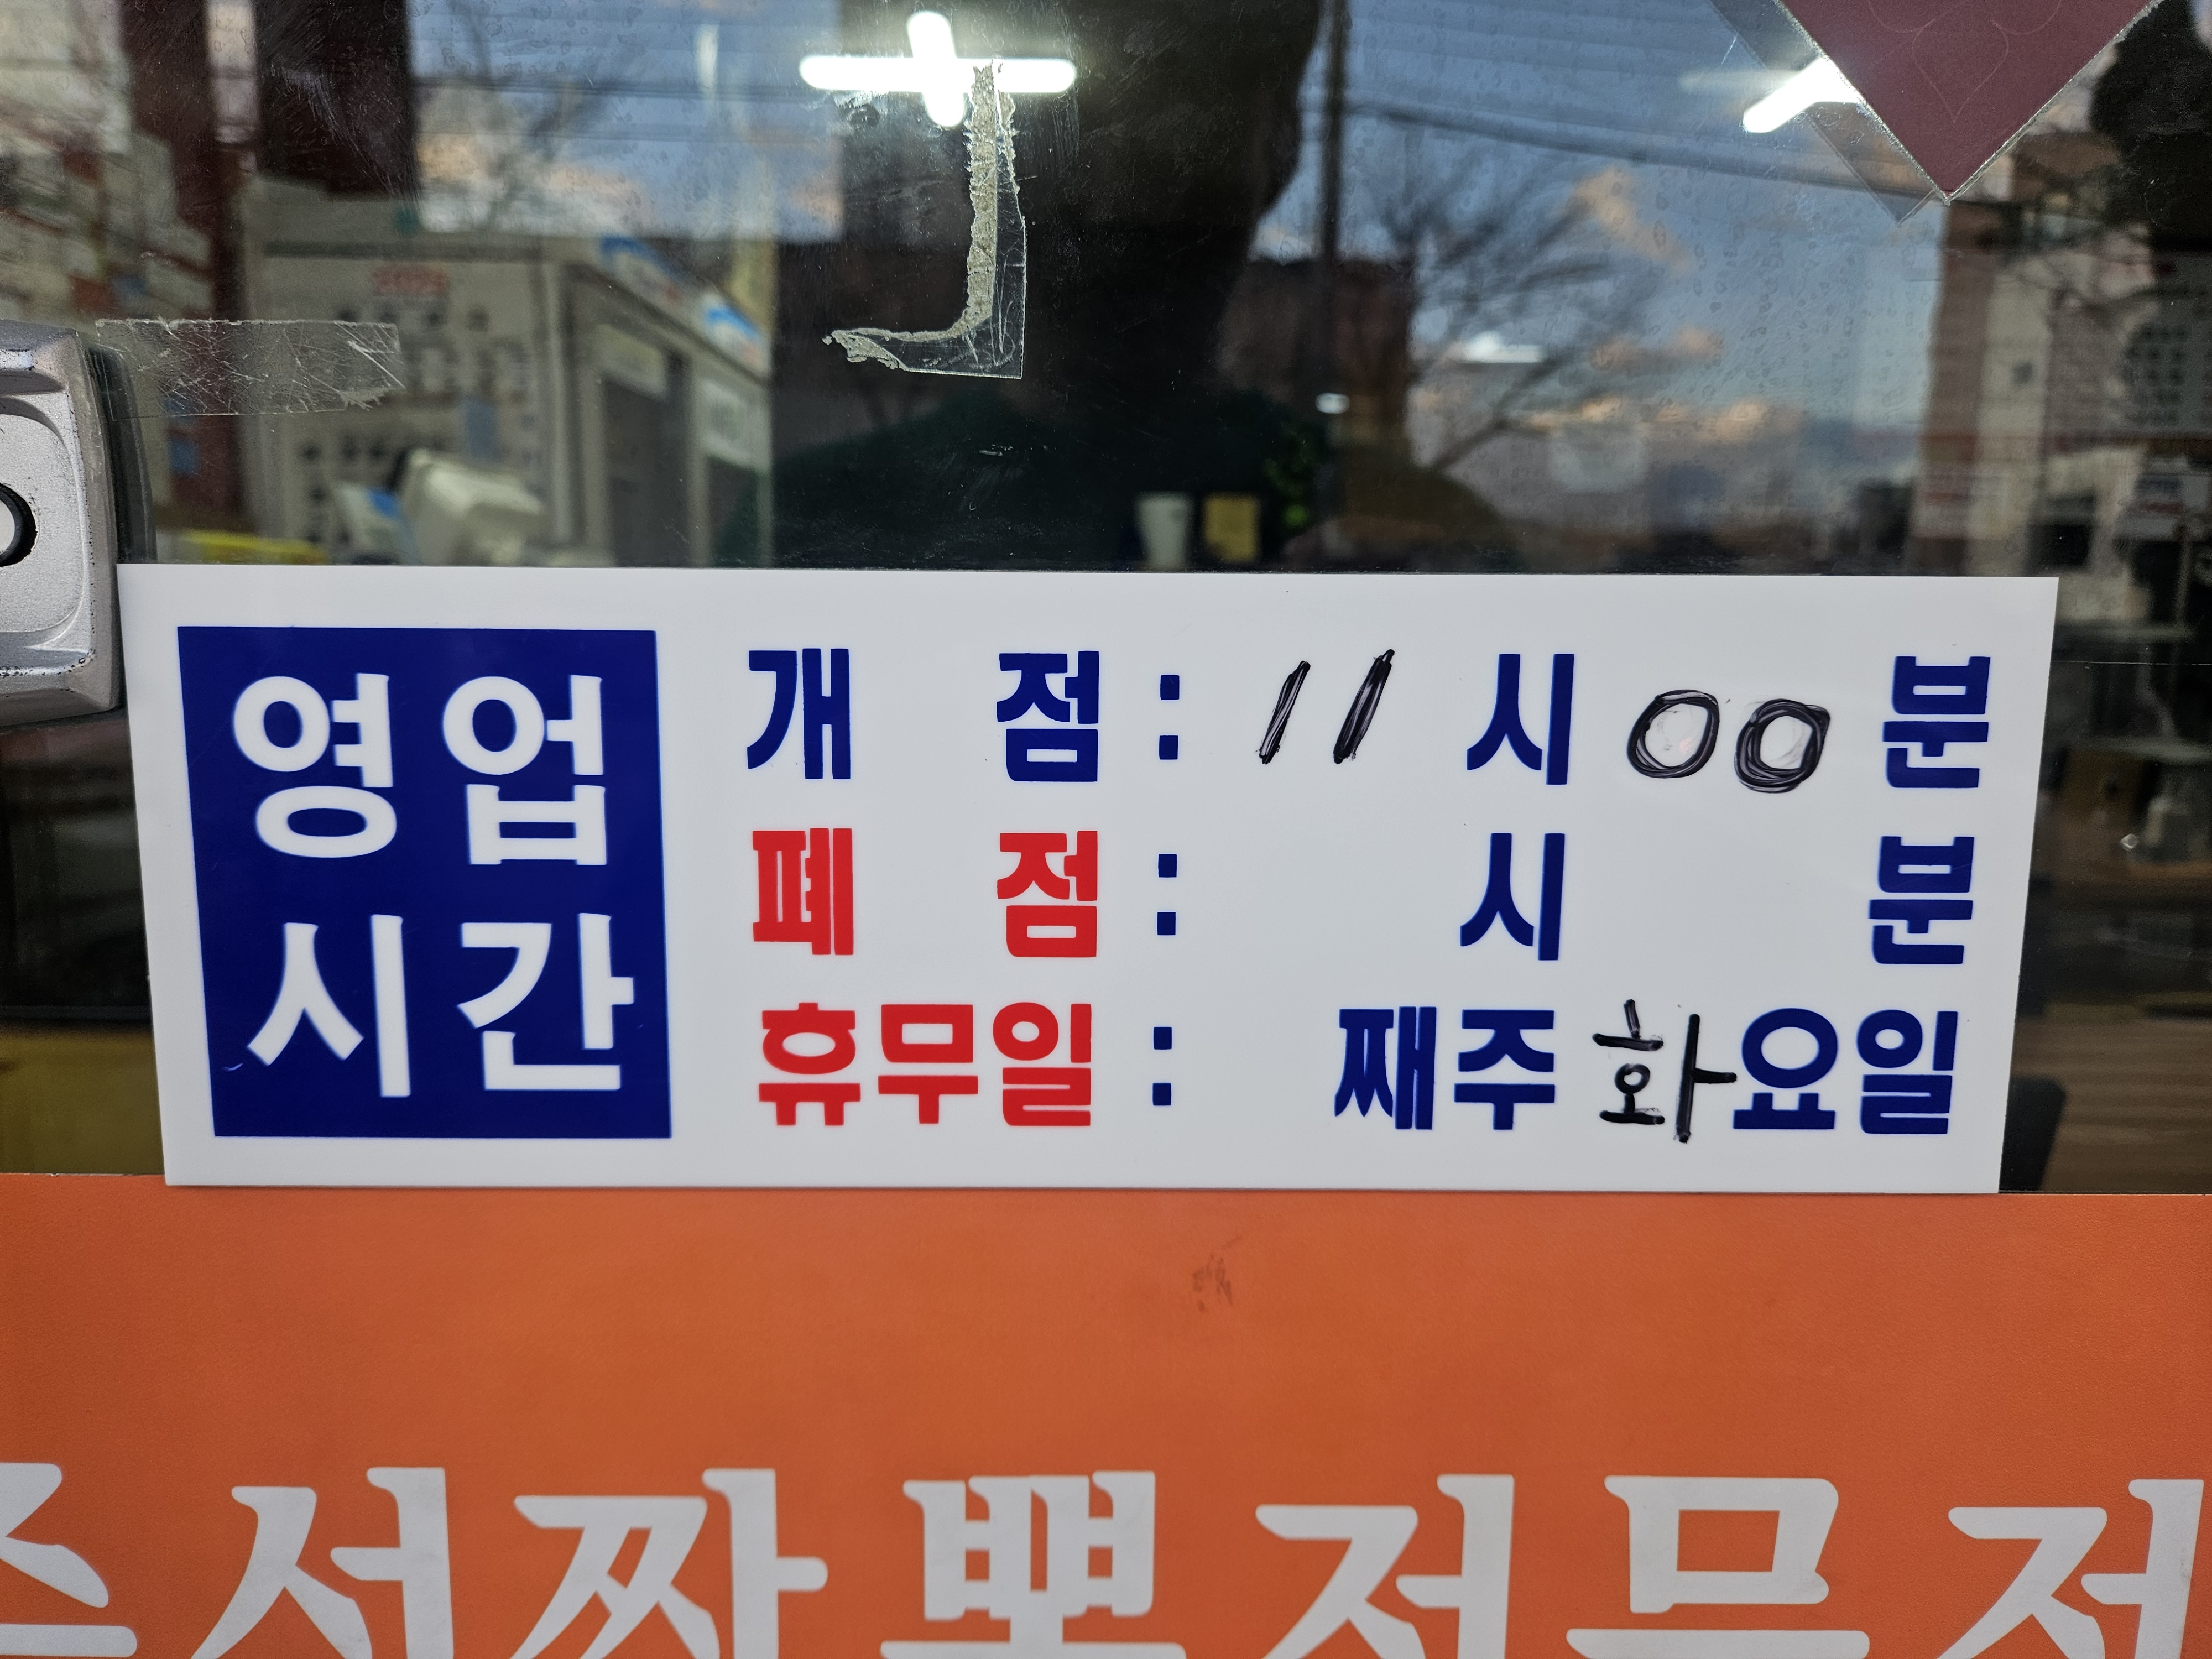 영업
시간
개 점 : 11 시 00 분
폐 점 : 시 분
휴무일 : 째주 화요일